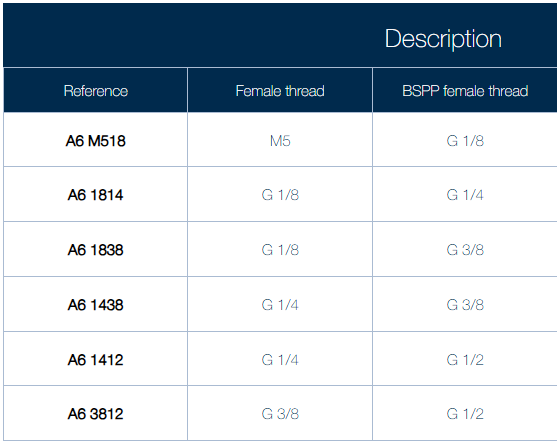 Description
Reference Female thread BSPP female thread
A6 M518 M5 G 1/8
A6 1814 G 1/8 G 1/4
A6 1838 G 1/8 G 3/8
A6 1438 G 1/4 G 3/8
A6 1412 G 1/4 G 1/2
A6 3812 G 3/8 G 1/2